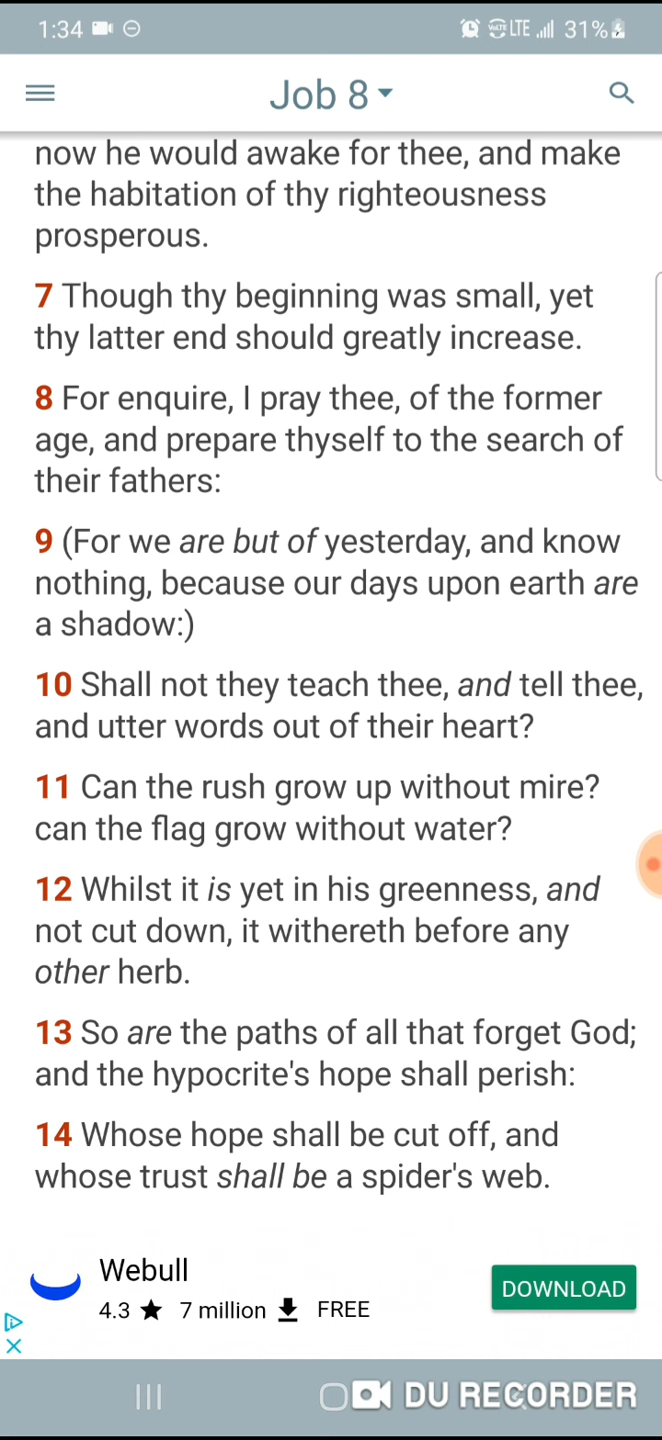 1:34 VoLTE LTE 31%
Job 8
now he would awake for thee, and make
the habitation of thy righteousness
prosperous.
7 Though thy beginning was small, yet
thy latter end should greatly increase.
8 For enquire, I pray thee, of the former
age, and prepare thyself to the search of
their fathers:
9 (For we are but of yesterday, and know
nothing, because our days upon earth are
a shadow:)
10 Shall not they teach thee, and tell thee,
and utter words out of their heart?
11 Can the rush grow up without mire?
can the flag grow without water?
12 Whilst it is yet in his greenness, and
not cut down, it withereth before any
other herb.
13 So are the paths of all that forget God;
and the hypocrite's hope shall perish:
14 Whose hope shall be cut off, and
whose trust shall be a spider's web.
Webull
4.3 ★ 7 million FREE
DOWNLOAD
DU RECORDER